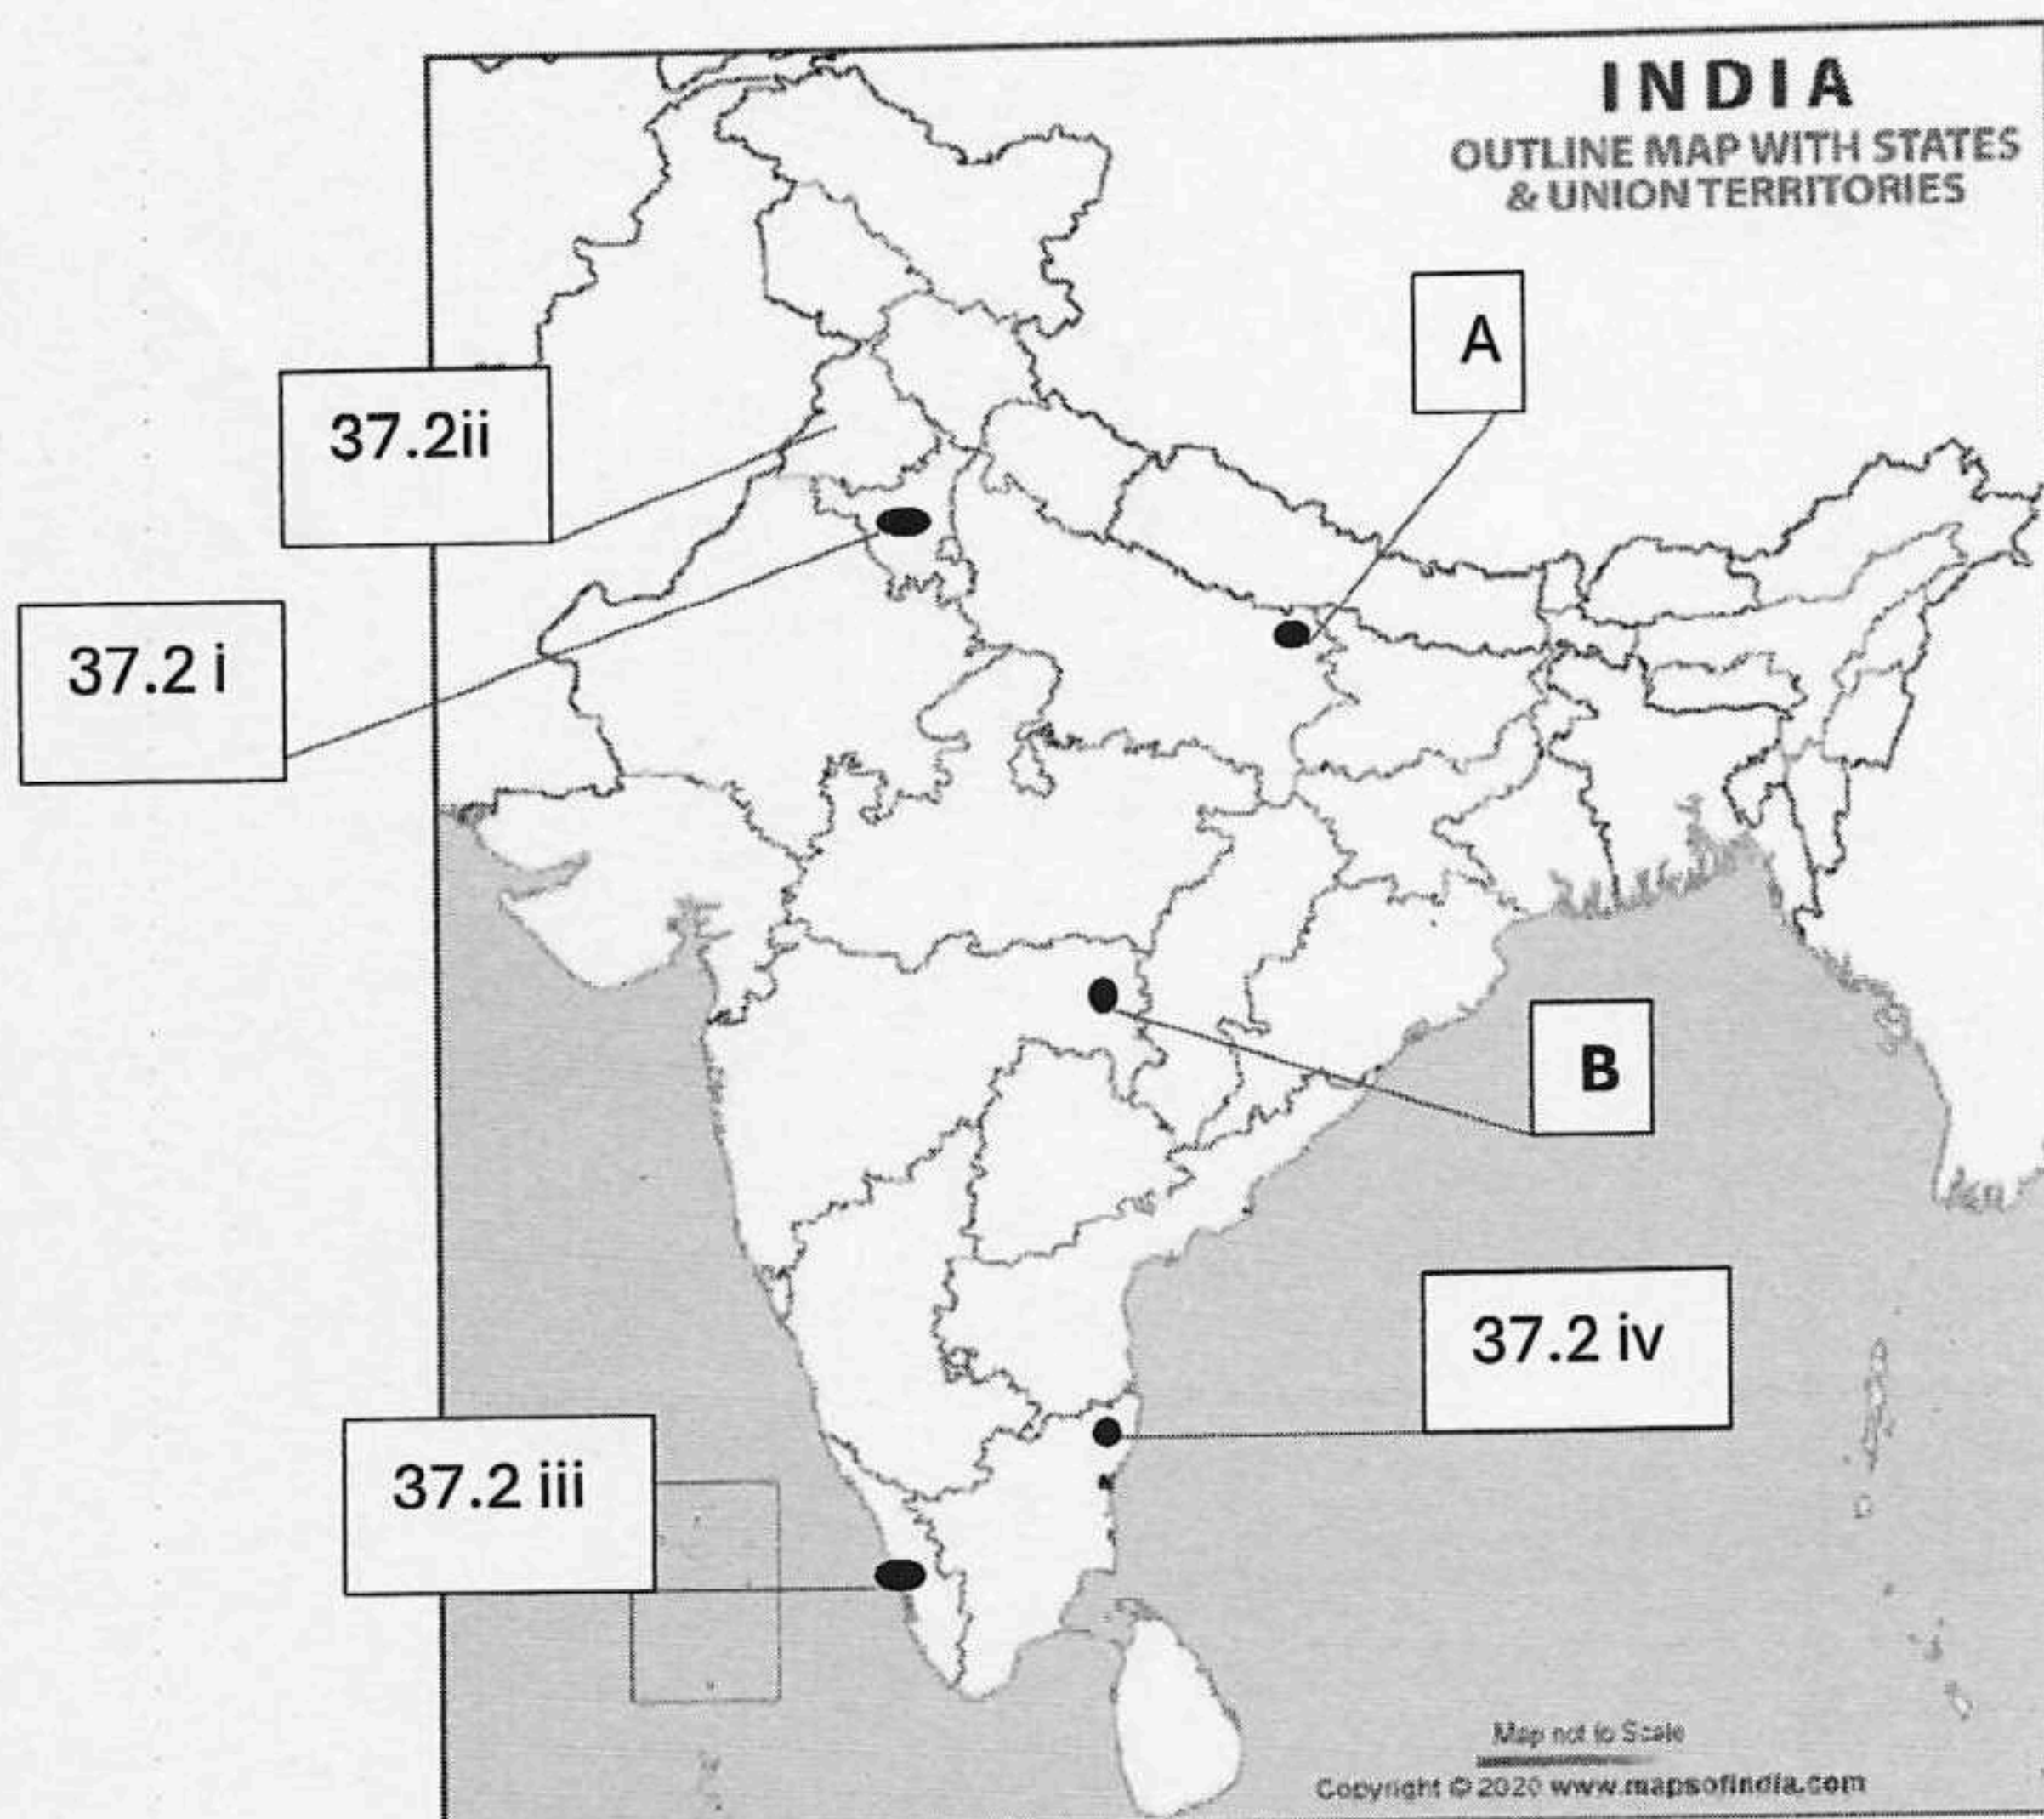 INDIA
OUTLINE MAP WITH STATES
& UNION TERRITORIES
A
37.2ii
37.2 i
B
37.2 iv
37.2 iii
Map not to Scale
Copyright © 2020 www.mapsofindia.com